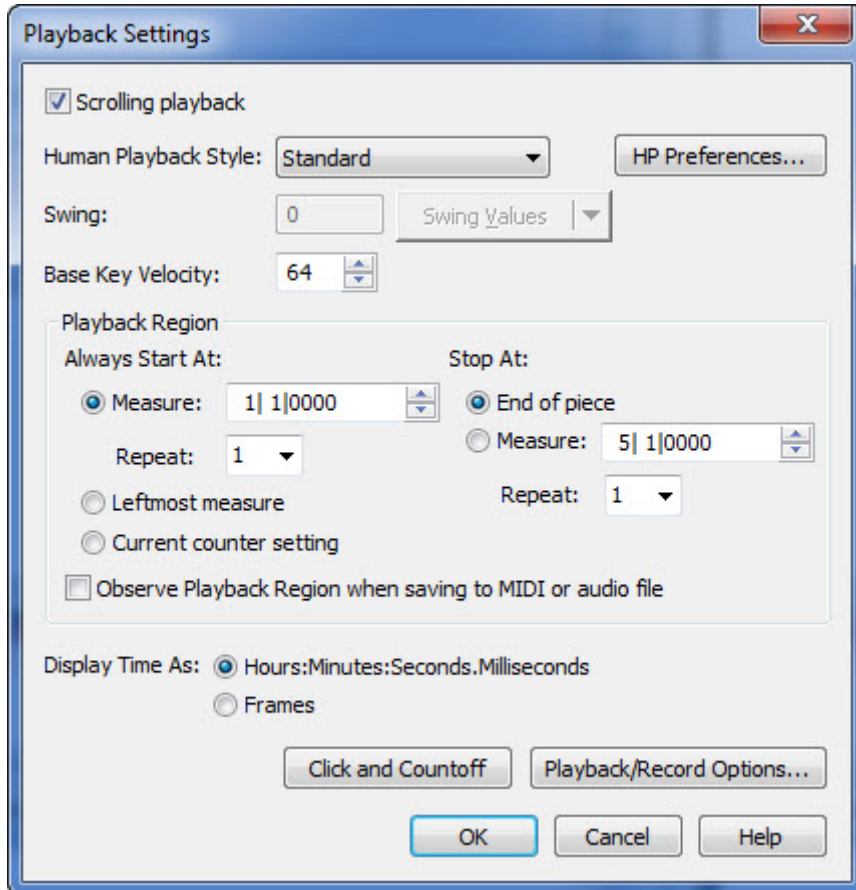 Playback Settings
Scrolling playback
Human Playback Style: Standard HP Preferences...
Swing: 0 Swing Values
Base Key Velocity: 64
Playback Region
Always Start At: Stop At:
Measure: 1| 1|0000 End of piece
Measure: 5| 1|0000
Repeat: 1
Repeat: 1
Leftmost measure
Current counter setting
Observe Playback Region when saving to MIDI or audio file
Display Time As: Hours:Minutes:Seconds.Milliseconds
Frames
Click and Countoff Playback/Record Options...
OK Cancel Help